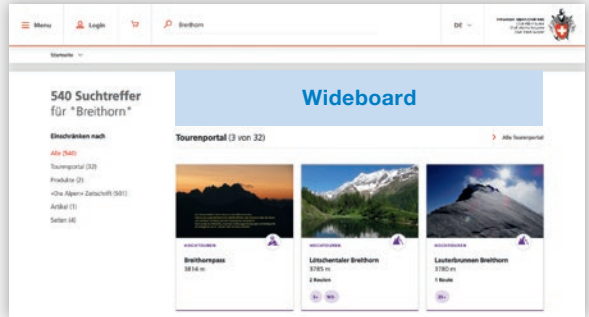 Menu
Login
Breithorn
DE
Startseite
540 Suchtreffer
für "Breithorn"
Wideboard
Einschränken nach
Alle (540)
Tourenportal (32)
Produkte (2)
«Die Alpen» Zeitschrift (501)
Artikel (1)
Seiten (4)
Tourenportal (3 von 32)
Alle Tourenportal
HOCHTOUREN
Breithornpass
3814 m
HOCHTOUREN
Lötschentaler Breithorn
3785 m
2 Routen
HOCHTOUREN
Lauterbrunnen Breithorn
3780 m
1 Route